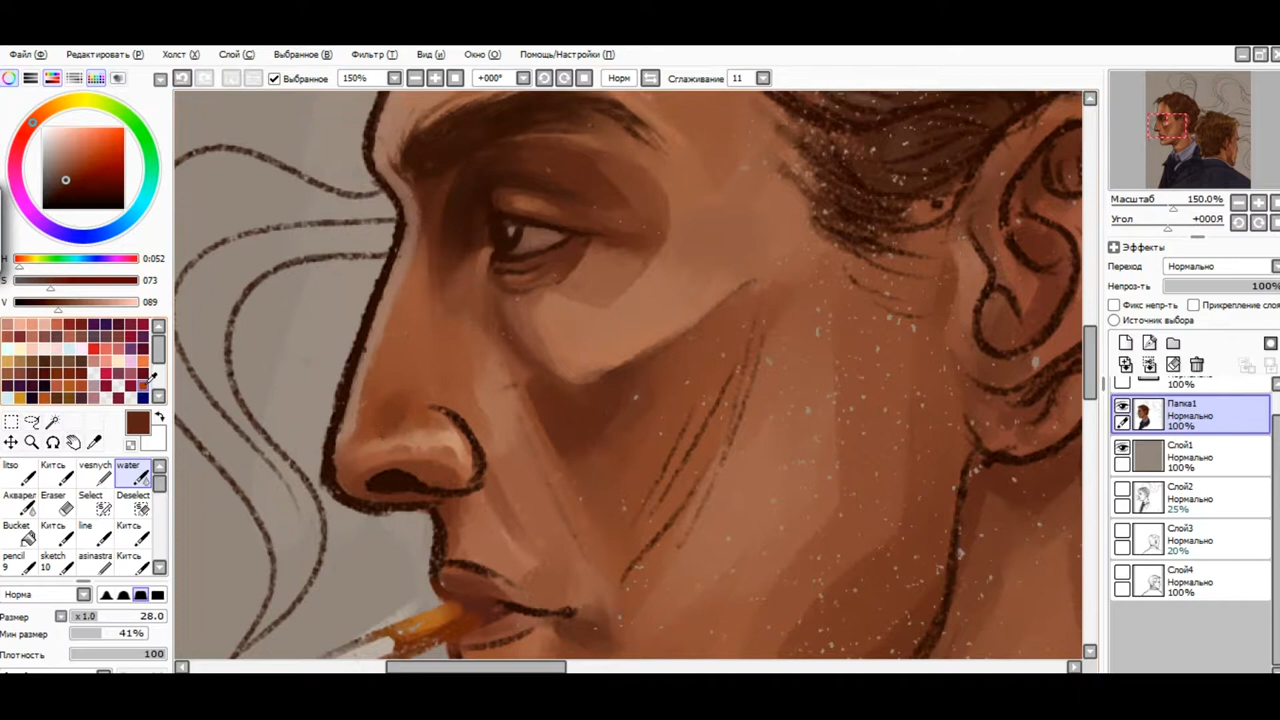 Файл (Ф) Редактировать (Р) Холст (Х) Слой (С) Выбранное (В) Фильтр (Т) Вид (и) Окно (О) Помощь/Настройки (П)
Выбранное 150% +000° Норм Сглаживание 11
Масштаб 150.0%
Угол +000Я
Эффекты
Переход Нормально
Непроз-ть 100%
Фикс непр-ть Прикрепление слоя
Источник выбора
H 0:052
S 073
V 089
100%
Папка1
Нормально
100%
Слой1
Нормально
100%
Слой2
Нормально
25%
Слой3
Нормально
20%
Слой4
Нормально
100%
litso Китсь vesnych water
Акварел Eraser Select Deselect
Bucket Китсь line Китсь
pencil 9 sketch 10 asinastra Китсь
Норма
Размер x 1.0 28.0
Мин размер 41%
Плотность 100